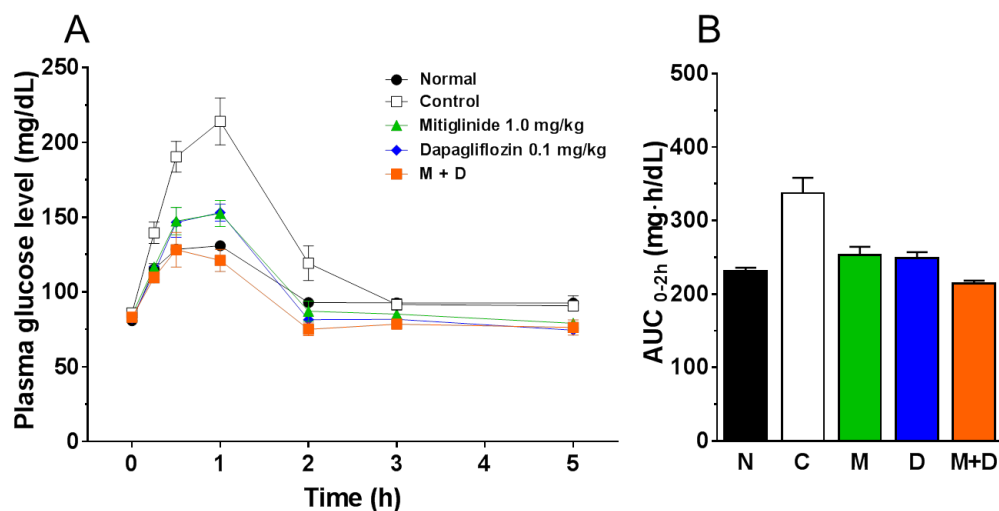 A
Plasma glucose level (mg/dL)
250
200
150
100
50
0
0 1 2 3 4 5
Time (h)
Normal
Control
Mitiglinide 1.0 mg/kg
Dapagliflozin 0.1 mg/kg
M + D
B
AUC 0-2h (mg·h/dL)
500
400
300
200
100
0
N C M D M+D